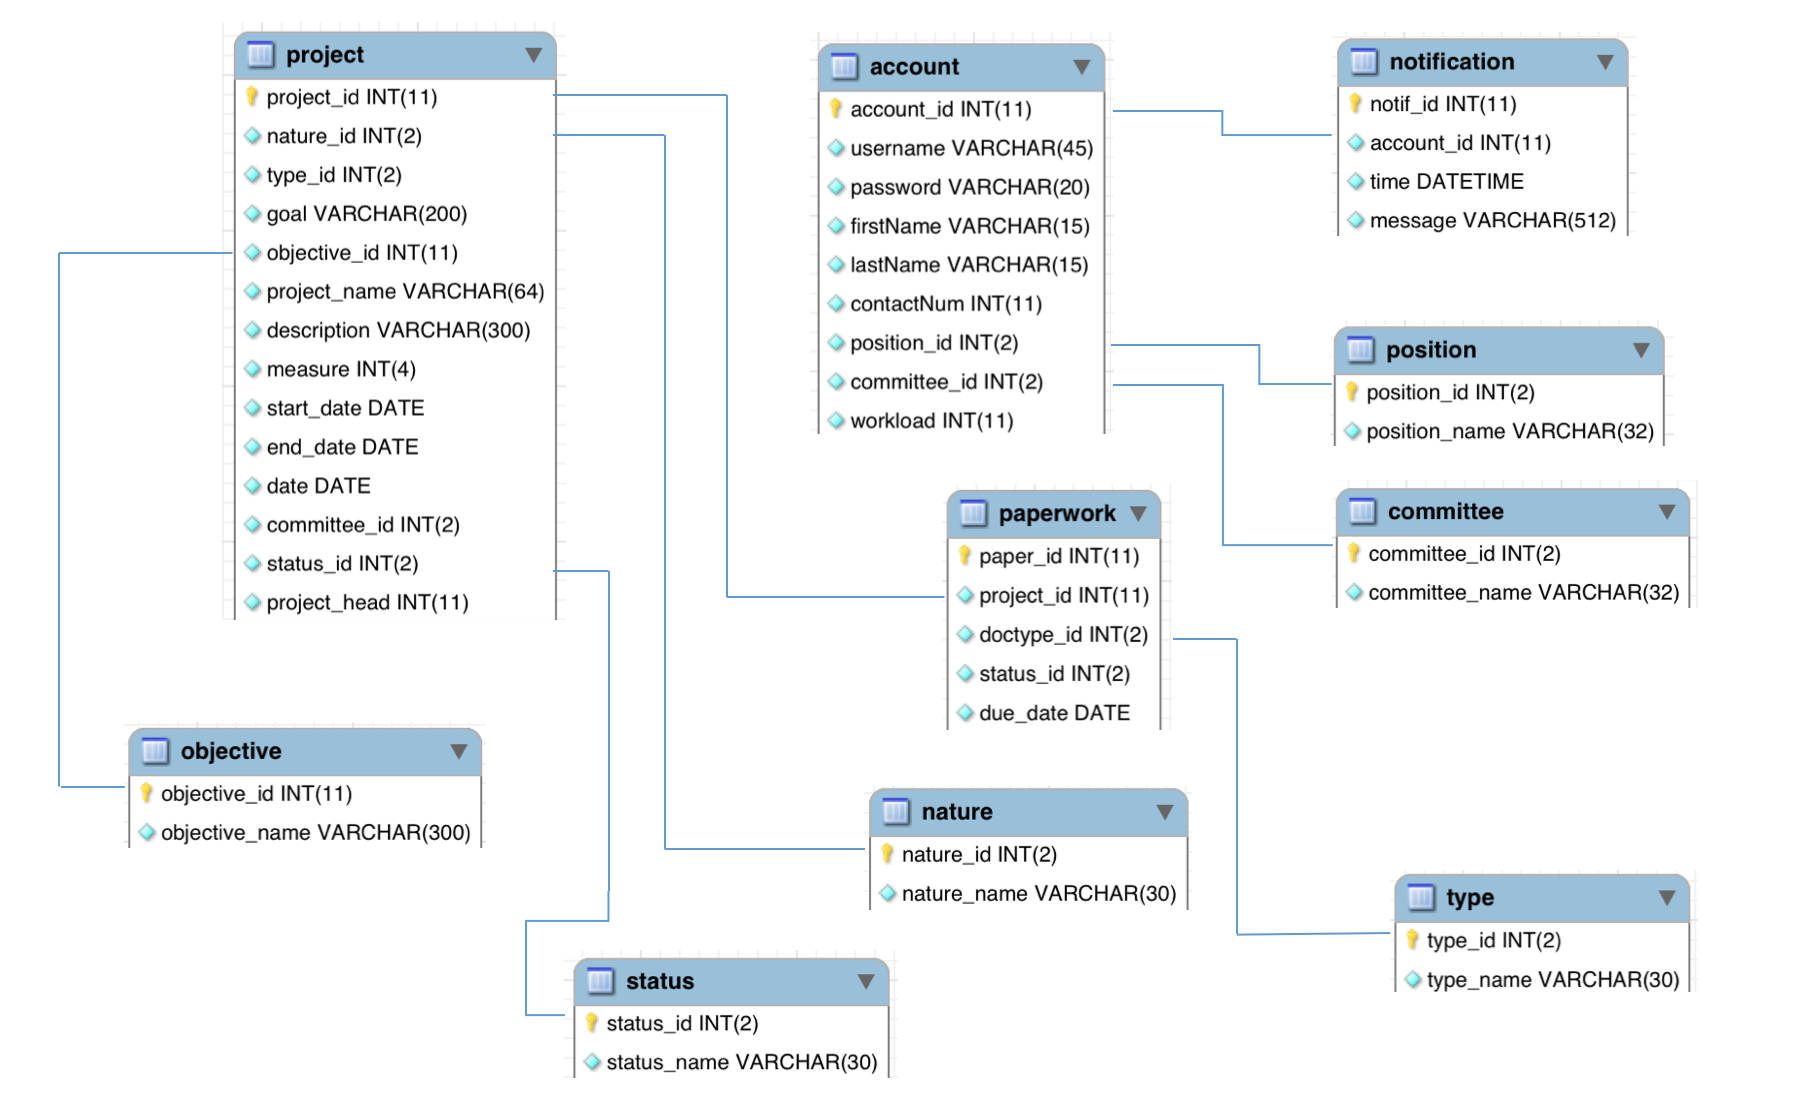 project
project_id INT(11)
nature_id INT(2)
type_id INT(2)
goal VARCHAR(200)
objective_id INT(11)
project_name VARCHAR(64)
description VARCHAR(300)
measure INT(4)
start_date DATE
end_date DATE
date DATE
committee_id INT(2)
status_id INT(2)
project_head INT(11)
account
account_id INT(11)
username VARCHAR(45)
password VARCHAR(20)
firstName VARCHAR(15)
lastName VARCHAR(15)
contactNum INT(11)
position_id INT(2)
committee_id INT(2)
workload INT(11)
notification
notif_id INT(11)
account_id INT(11)
time DATETIME
message VARCHAR(512)
position
position_id INT(2)
position_name VARCHAR(32)
committee
committee_id INT(2)
committee_name VARCHAR(32)
paperwork
paper_id INT(11)
project_id INT(11)
doctype_id INT(2)
status_id INT(2)
due_date DATE
objective
objective_id INT(11)
objective_name VARCHAR(300)
nature
nature_id INT(2)
nature_name VARCHAR(30)
type
type_id INT(2)
type_name VARCHAR(30)
status
status_id INT(2)
status_name VARCHAR(30)